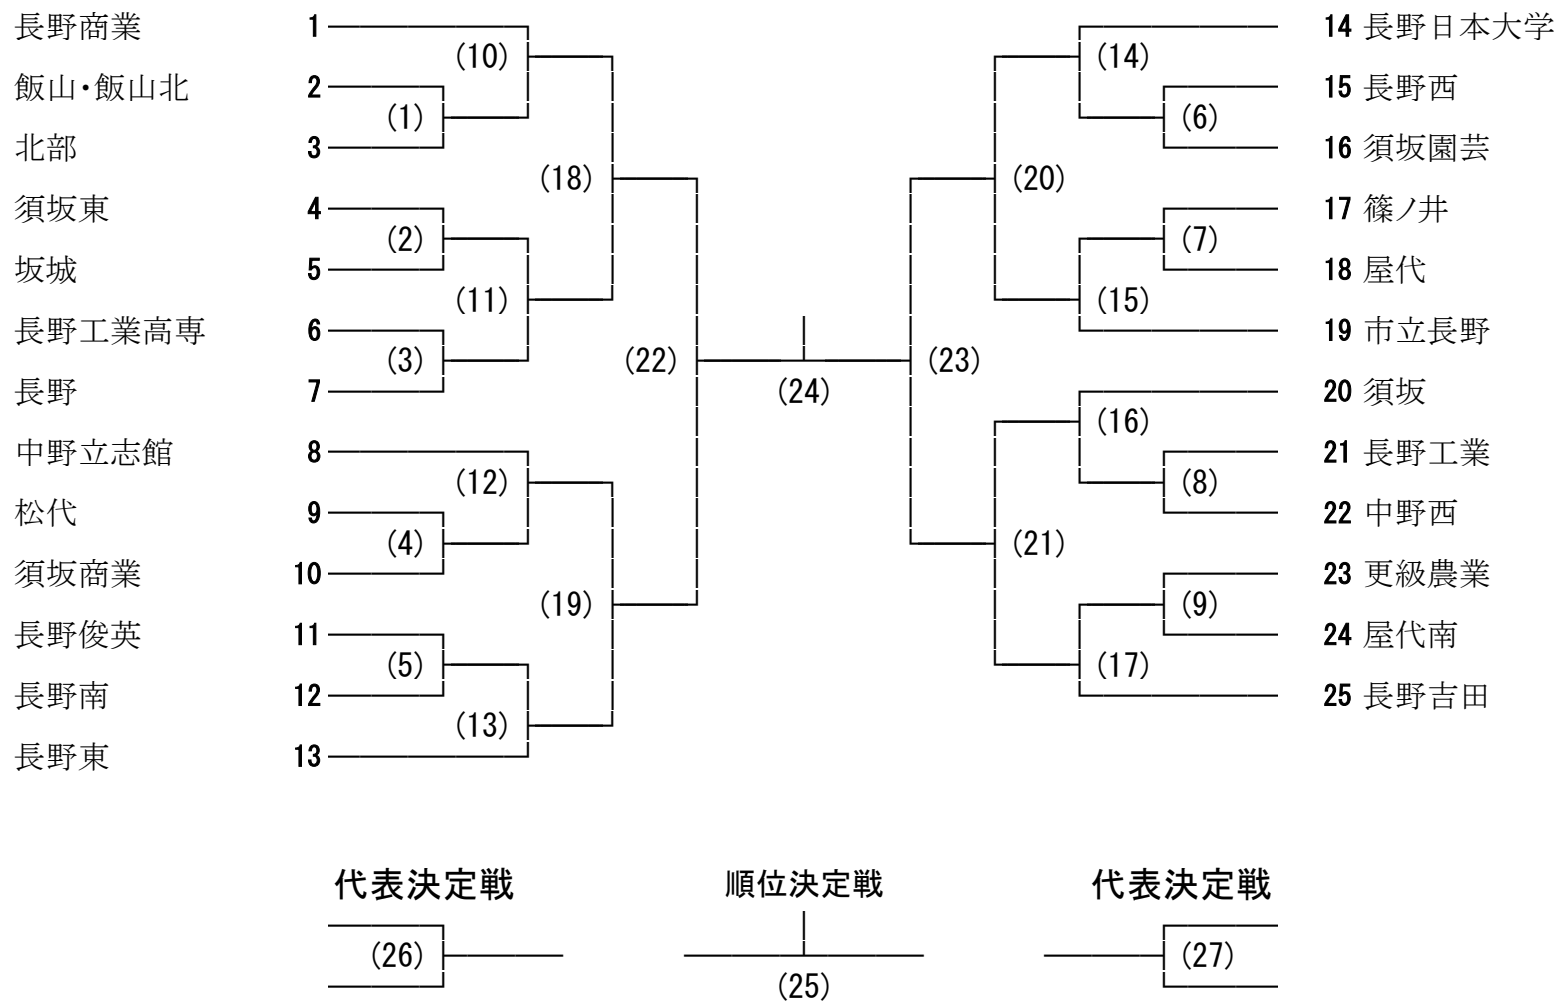 長野商業 1
(10)
飯山・飯山北 2
(1)
北部 3
(18)
須坂東 4
(2)
坂城 5
(11)
長野工業高専 6
(3)
長野 7
(22)
中野立志館 8
(12)
松代 9
(4)
須坂商業 10
(19)
長野俊英 11
(5)
長野南 12
(13)
長野東 13
(24)
14 長野日本大学
(14)
15 長野西
(6)
16 須坂園芸
(20)
17 篠ノ井
(7)
18 屋代
(15)
19 市立長野
(23)
20 須坂
(16)
21 長野工業
(8)
22 中野西
(21)
23 更級農業
(9)
24 屋代南
(17)
25 長野吉田
代表決定戦
(26)
順位決定戦
(25)
代表決定戦
(27)